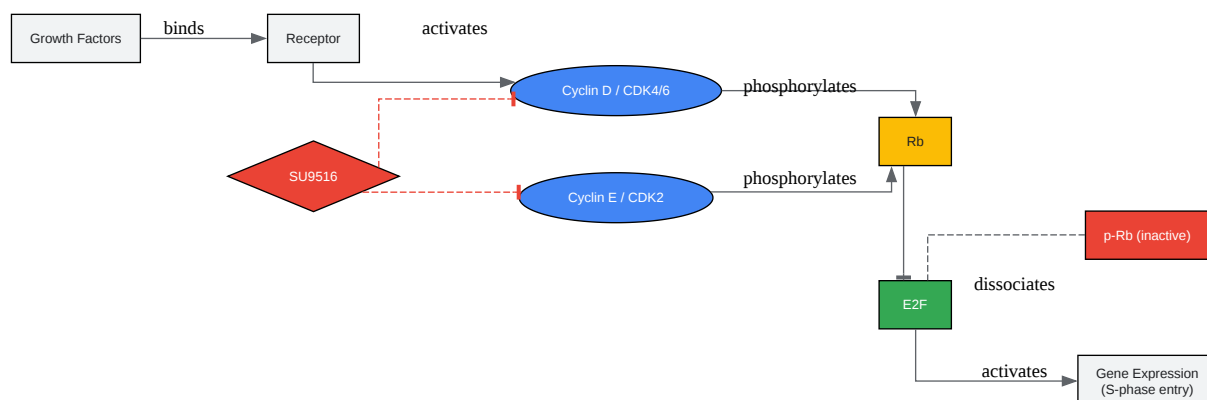 Growth Factors
binds
Receptor
activates
Cyclin D / CDK4/6
phosphorylates
Rb
SU9516
Cyclin E / CDK2
phosphorylates
p-Rb (inactive)
dissociates
E2F
activates
Gene Expression
(S-phase entry)